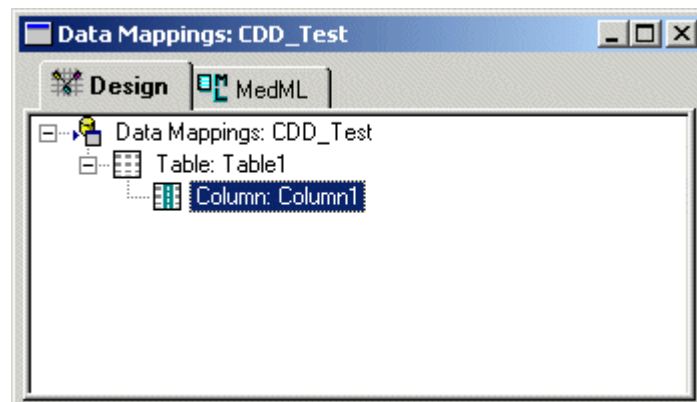 Data Mappings: CDD_Test
Design MedML
Data Mappings: CDD_Test
Table: Table1
Column: Column1